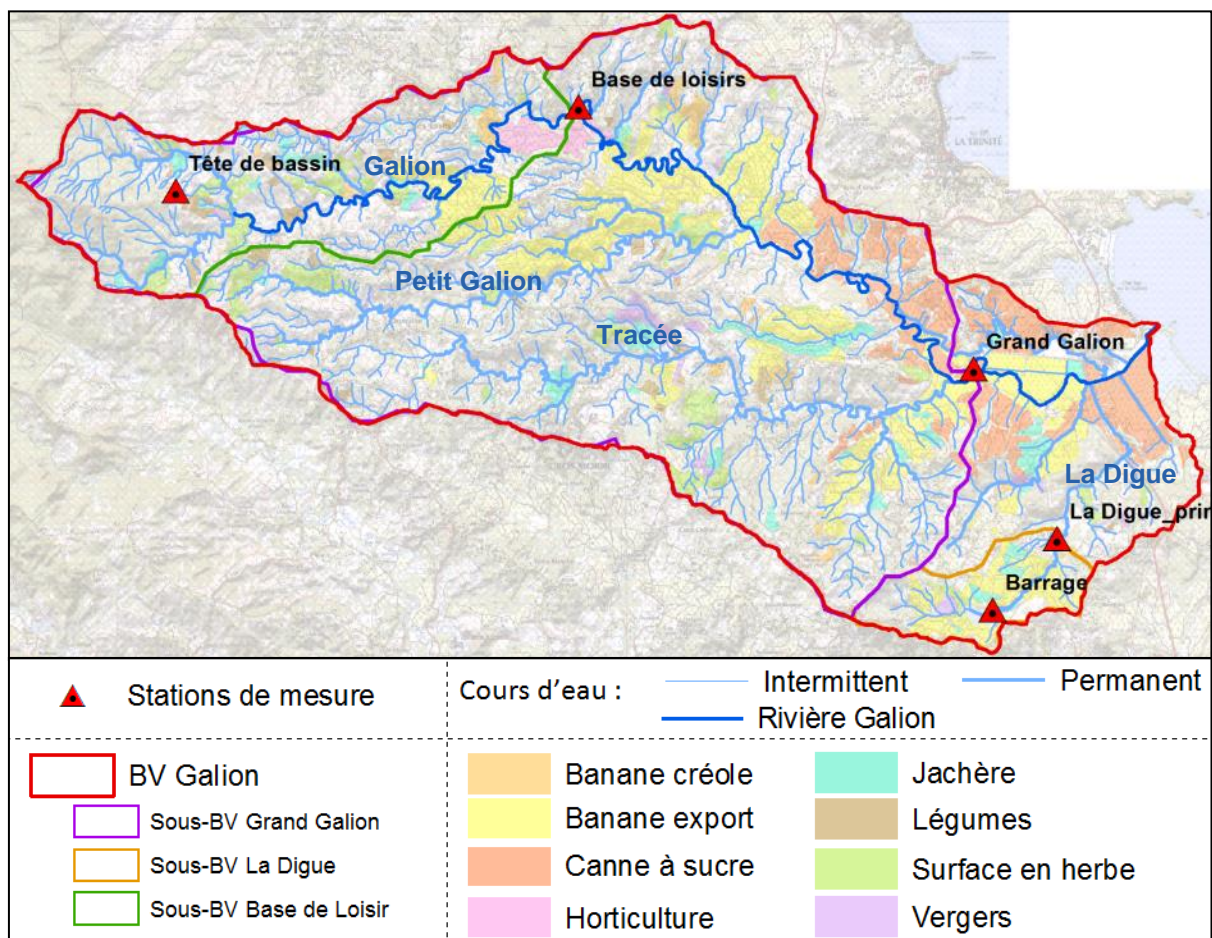 Base de loisirs
LA TRINITÉ
Tête de bassin
Galion
Petit Galion
Tracée
Grand Galion
La Digue
La Digue_prin
Barrage
Stations de mesure
Cours d'eau :
Intermittent
Permanent
Rivière Galion
BV Galion
Sous-BV Grand Galion
Sous-BV La Digue
Sous-BV Base de Loisir
Banane créole
Banane export
Canne à sucre
Horticulture
Jachère
Légumes
Surface en herbe
Vergers